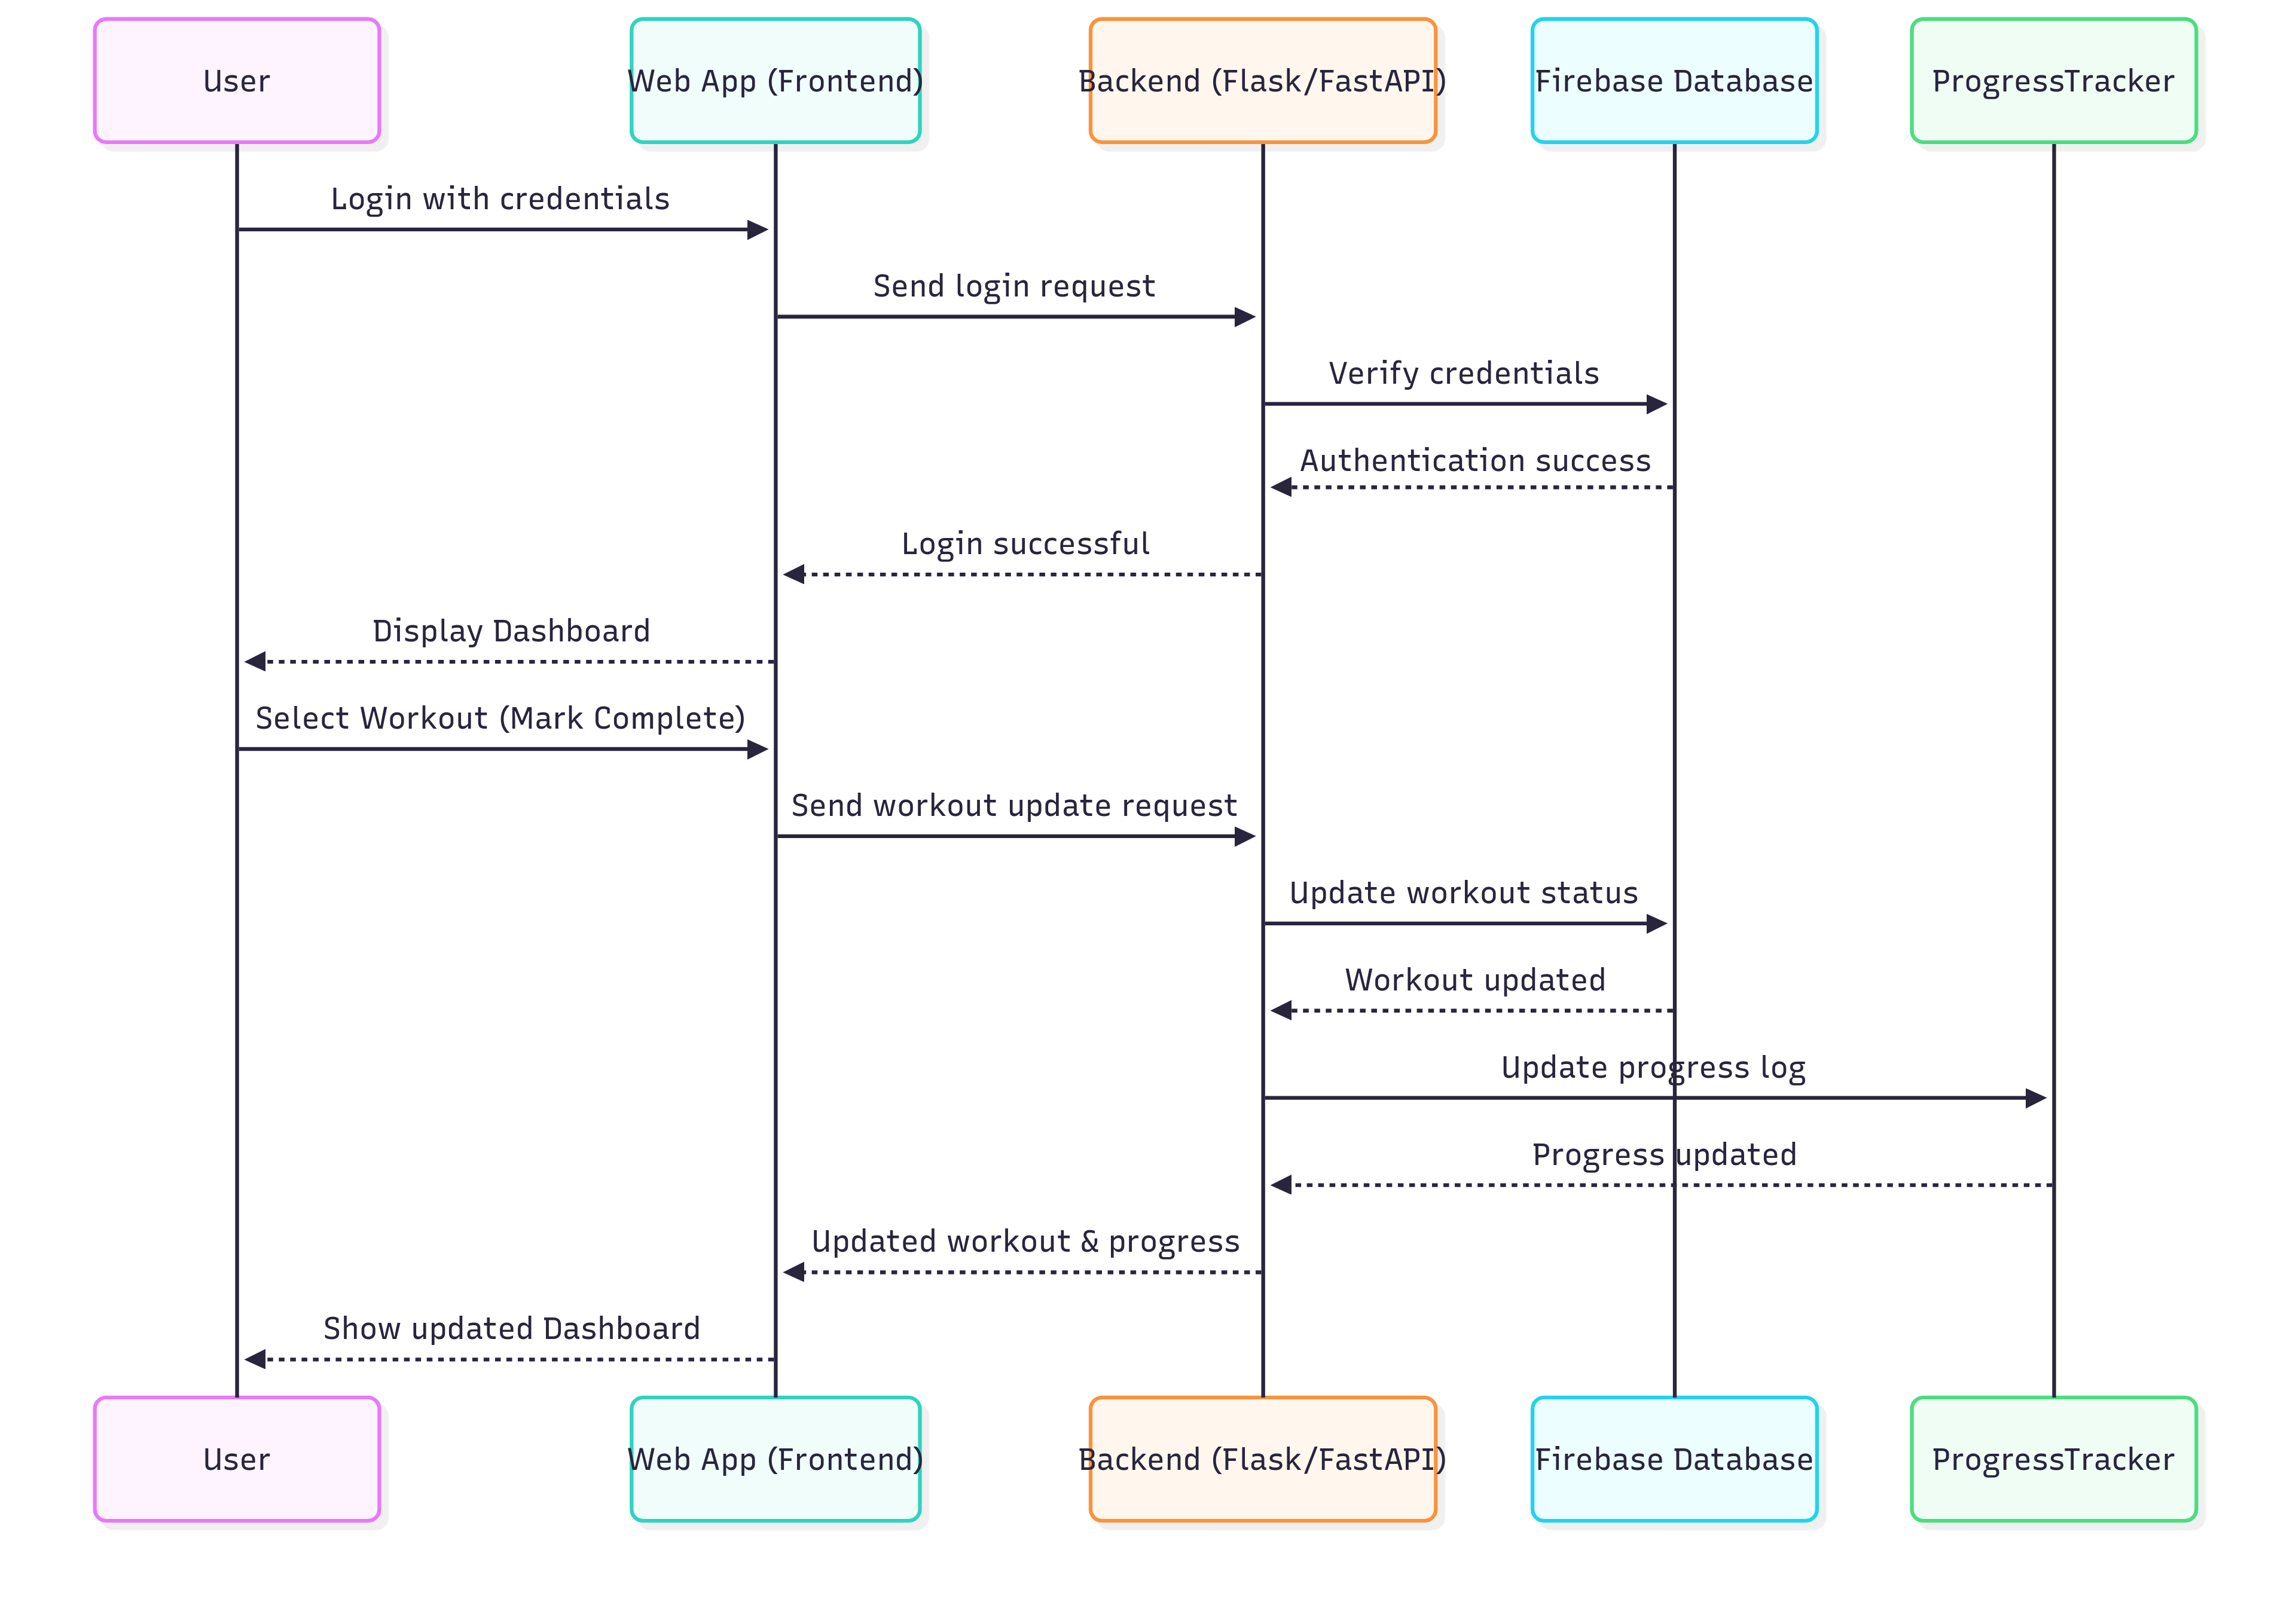 User
Web App (Frontend)
Backend (Flask/FastAPI)
Firebase Database
ProgressTracker
Login with credentials
Send login request
Verify credentials
Authentication success
Login successful
Display Dashboard
Select Workout (Mark Complete)
Send workout update request
Update workout status
Workout updated
Update progress log
Progress updated
Updated workout & progress
Show updated Dashboard
User
Web App (Frontend)
Backend (Flask/FastAPI)
Firebase Database
ProgressTracker